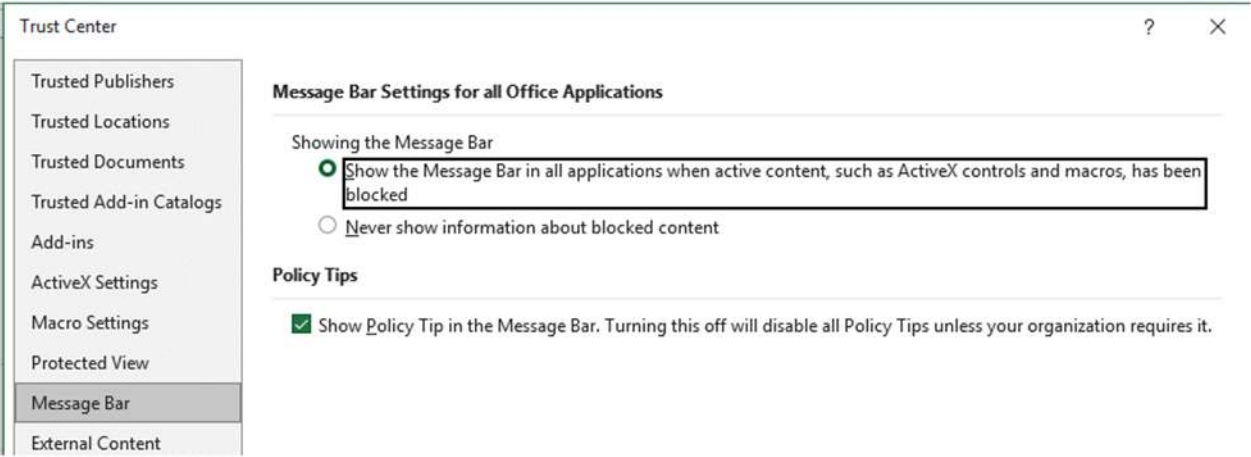 Trust Center
?
Trusted Publishers
Trusted Locations
Trusted Documents
Trusted Add-in Catalogs
Add-ins
ActiveX Settings
Macro Settings
Protected View
Message Bar
External Content
Message Bar Settings for all Office Applications
Showing the Message Bar
Show the Message Bar in all applications when active content, such as ActiveX controls and macros, has been
blocked
Never show information about blocked content
Policy Tips
Show Policy Tip in the Message Bar. Turning this off will disable all Policy Tips unless your organization requires it.